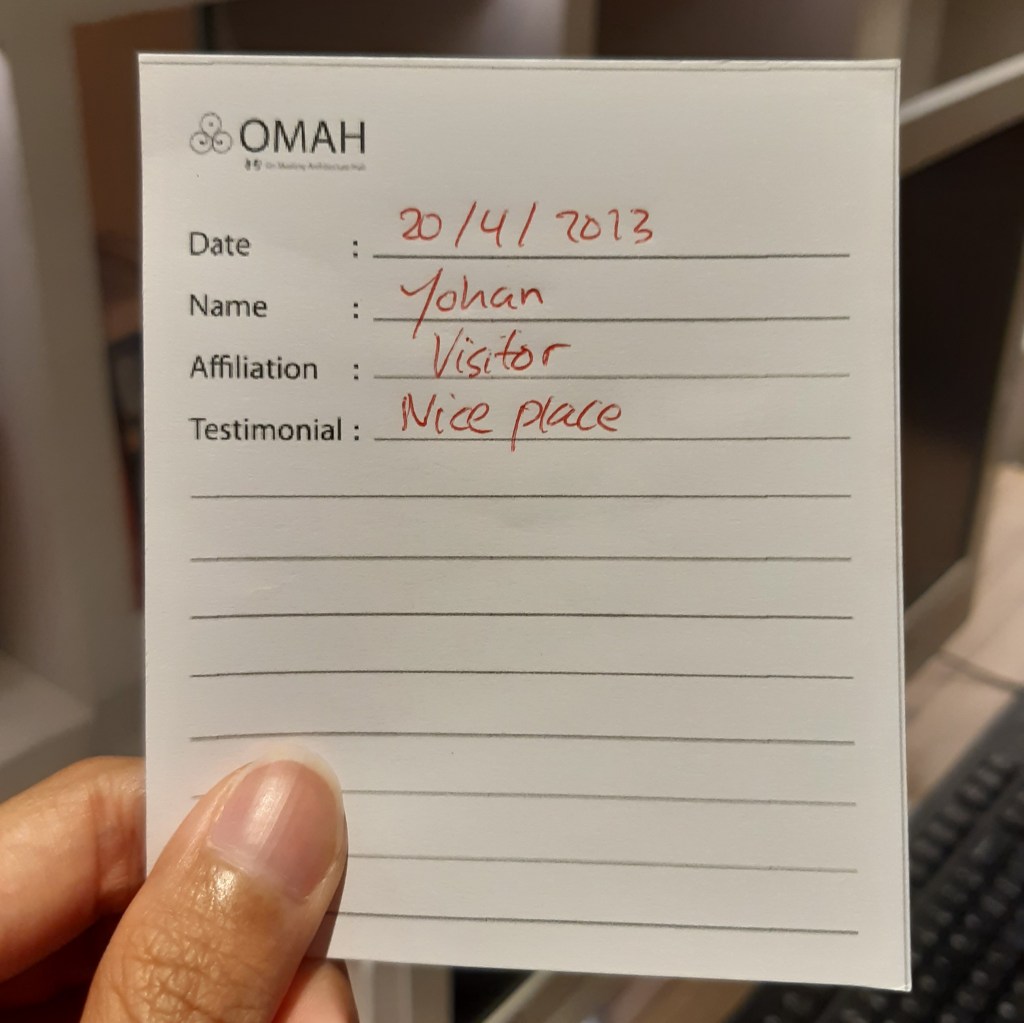 OMAH
Date : 20/4/2013
Name : Yohan
Affiliation : Visitor
Testimonial : Nice place